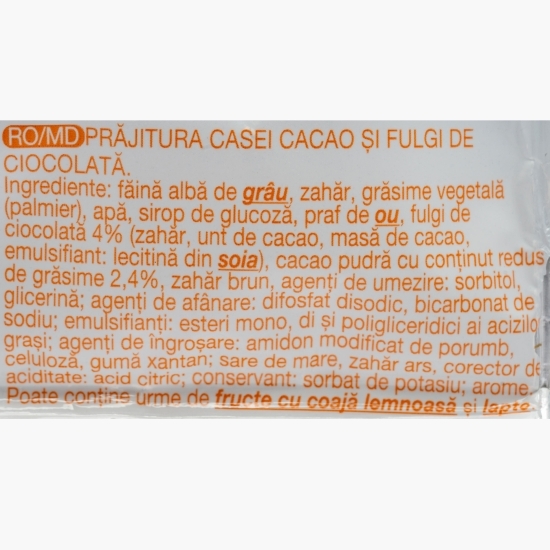 RO/MD PRĂJITURA CASEI CACAO ȘI FULGI DE
CIOCOLATĂ.
Ingrediente: făină albă de grâu, zahăr, grăsime vegetală
(palmier), apă, sirop de glucoză, praf de ou, fulgi de
ciocolată 4% (zahăr, unt de cacao, masă de cacao,
emulsifiant: lecitină din soia), cacao pudră cu conținut redus
de grăsime 2,4%, zahăr brun, agenți de umezire: sorbitol,
glicerină; agenți de afânare: difosfat disodic, bicarbonat de
sodiu; emulsifianți: esteri mono, di și poligliceridici ai acizilo
grași; agenți de îngroșare: amidon modificat de porumb,
celuloză, gumă xantan; sare de mare, zahăr ars, corector de
aciditate: acid citric; conservant: sorbat de potasiu; arome.
Poate conține urme de fructe cu coajă lemnoasă și lapte.